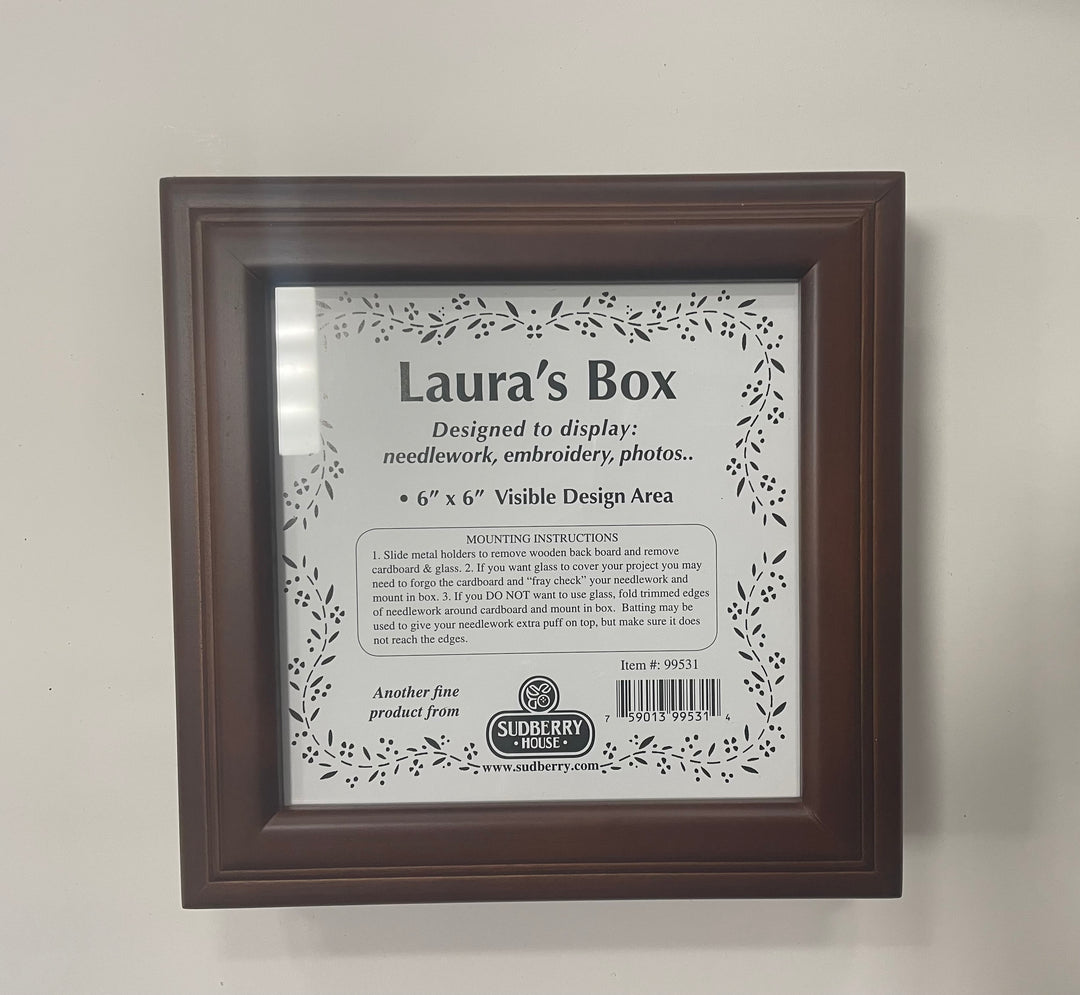 Laura's Box
Designed to display:
needlework, embroidery, photos..
• 6" x 6" Visible Design Area
MOUNTING INSTRUCTIONS
1. Slide metal holders to remove wooden back board and remove
cardboard & glass. 2. If you want glass to cover your project you may
need to forgo the cardboard and “fray check” your needlework and
mount in box. 3. If you DO NOT want to use glass, fold trimmed edges
of needlework around cardboard and mount in box.  Batting may be
used to give your needlework extra puff on top, but make sure it does
not reach the edges.
Item #: 99531
7 59013 99531 4
Another fine
product from
SUDBERRY
• HOUSE •
www.sudberry.com